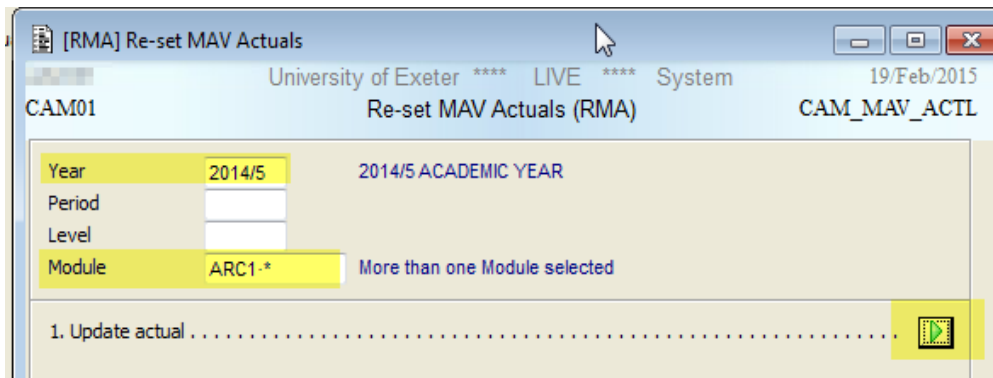 [RMA] Re-set MAV Actuals
University of Exeter **** LIVE **** System 19/Feb/2015
CAM01 Re-set MAV Actuals (RMA) CAM_MAV_ACTL
Year 2014/5 2014/5 ACADEMIC YEAR
Period
Level
Module ARC1-* More than one Module selected
1. Update actual . . . . . . . . . . . . . . . . . . . . . . . . . . . . . . . . . . . . . . . . . . . . . . . . . . . . . . . . . . . . .